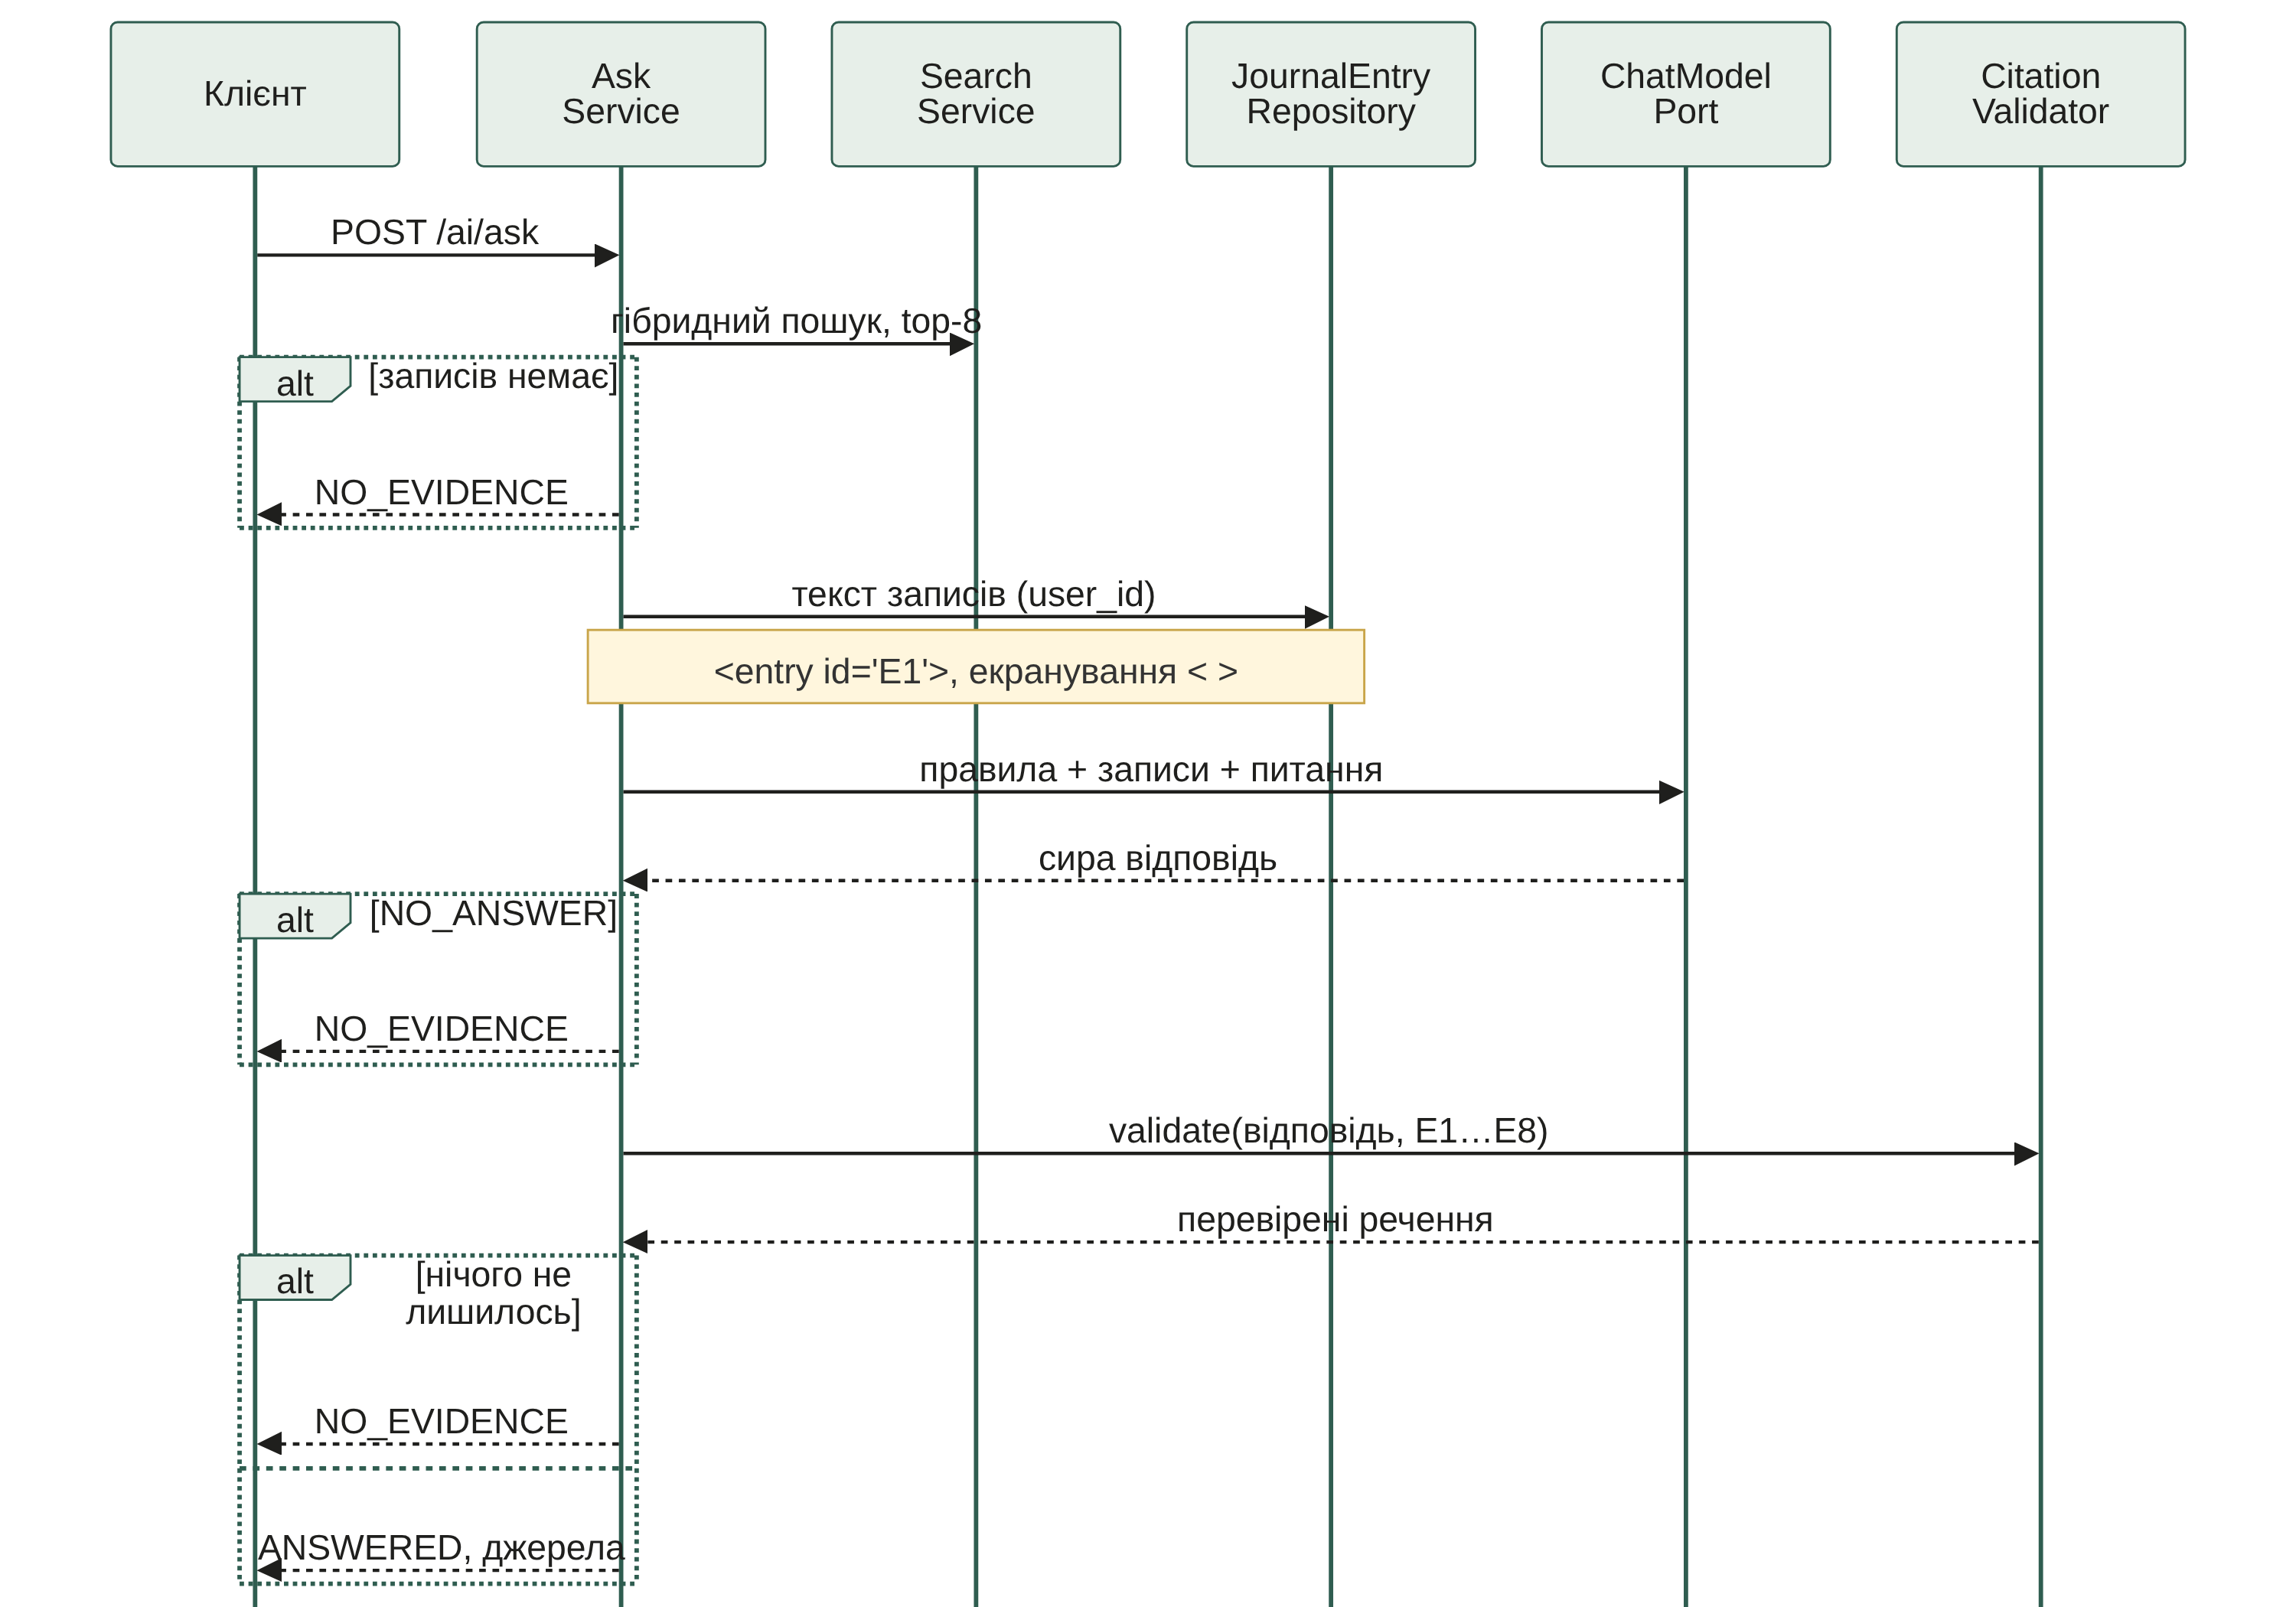 Клієнт
Ask
Service
Search
Service
JournalEntry
Repository
ChatModel
Port
Citation
Validator
POST /ai/ask
гібридний пошук, top-8
alt
[записів немає]
NO_EVIDENCE
текст записів (user_id)
<entry id='E1'>, екранування < >
правила + записи + питання
сира відповідь
alt
[NO_ANSWER]
NO_EVIDENCE
validate(відповідь, E1…E8)
перевірені речення
alt
[нічого не
лишилось]
NO_EVIDENCE
ANSWERED, джерела